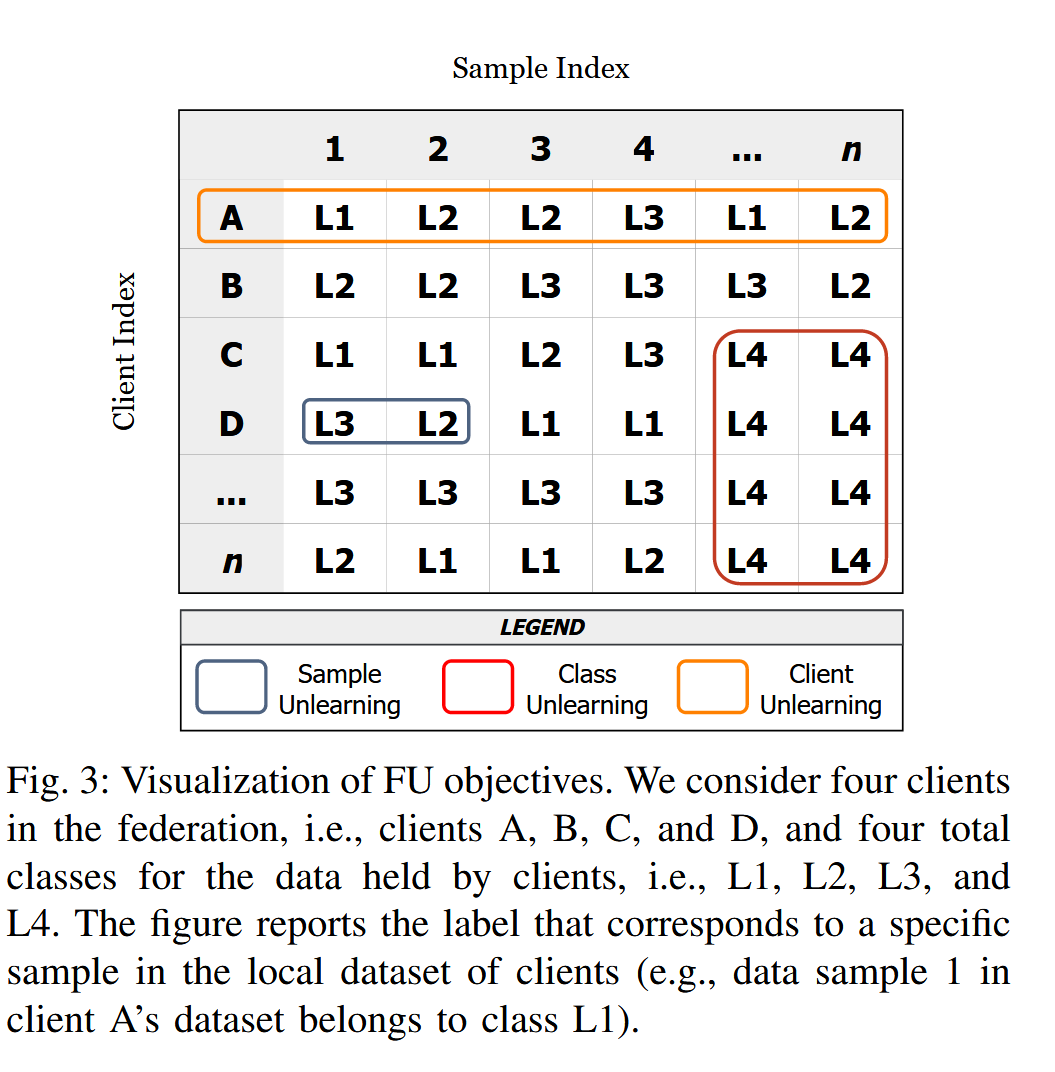 Sample Index
1 2 3 4 ... n
Client Index
A L1 L2 L2 L3 L1 L2
B L2 L2 L3 L3 L3 L2
C L1 L1 L2 L3 L4 L4
D L3 L2 L1 L1 L4 L4
... L3 L3 L3 L3 L4 L4
n L2 L1 L1 L2 L4 L4
LEGEND
Sample
Unlearning
Class
Unlearning
Client
Unlearning
Fig. 3: Visualization of FU objectives. We consider four clients
in the federation, i.e., clients A, B, C, and D, and four total
classes for the data held by clients, i.e., L1, L2, L3, and
L4. The figure reports the label that corresponds to a specific
sample in the local dataset of clients (e.g., data sample 1 in
client A’s dataset belongs to class L1).